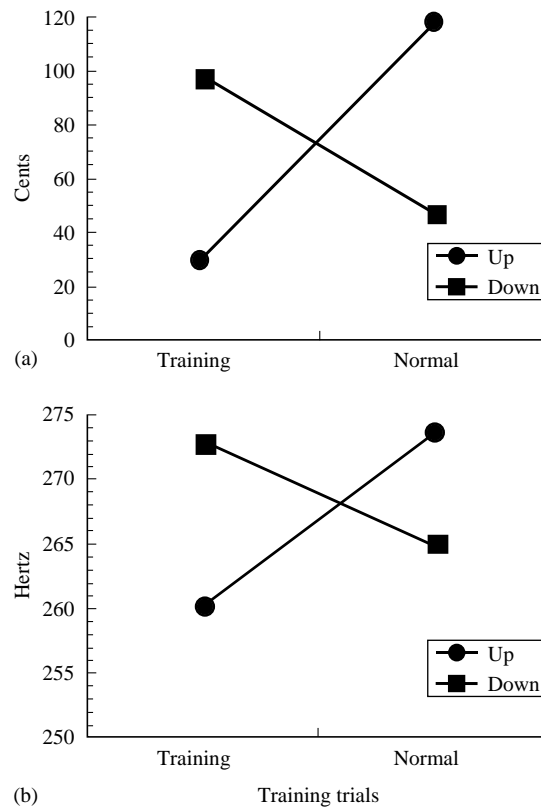 120
100
80
60
40
20
0
Cents
Up
Down
Training Normal
(a)
275
270
265
260
255
250
Hertz
Up
Down
Training Normal
(b) Training trials